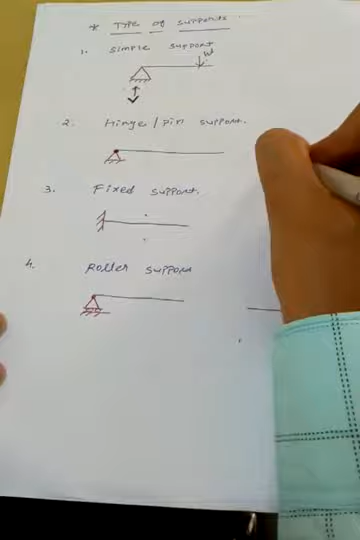 * Type of supports
1. Simple support
W
2. Hinge/Pin support.
3. Fixed support.
4. Roller support